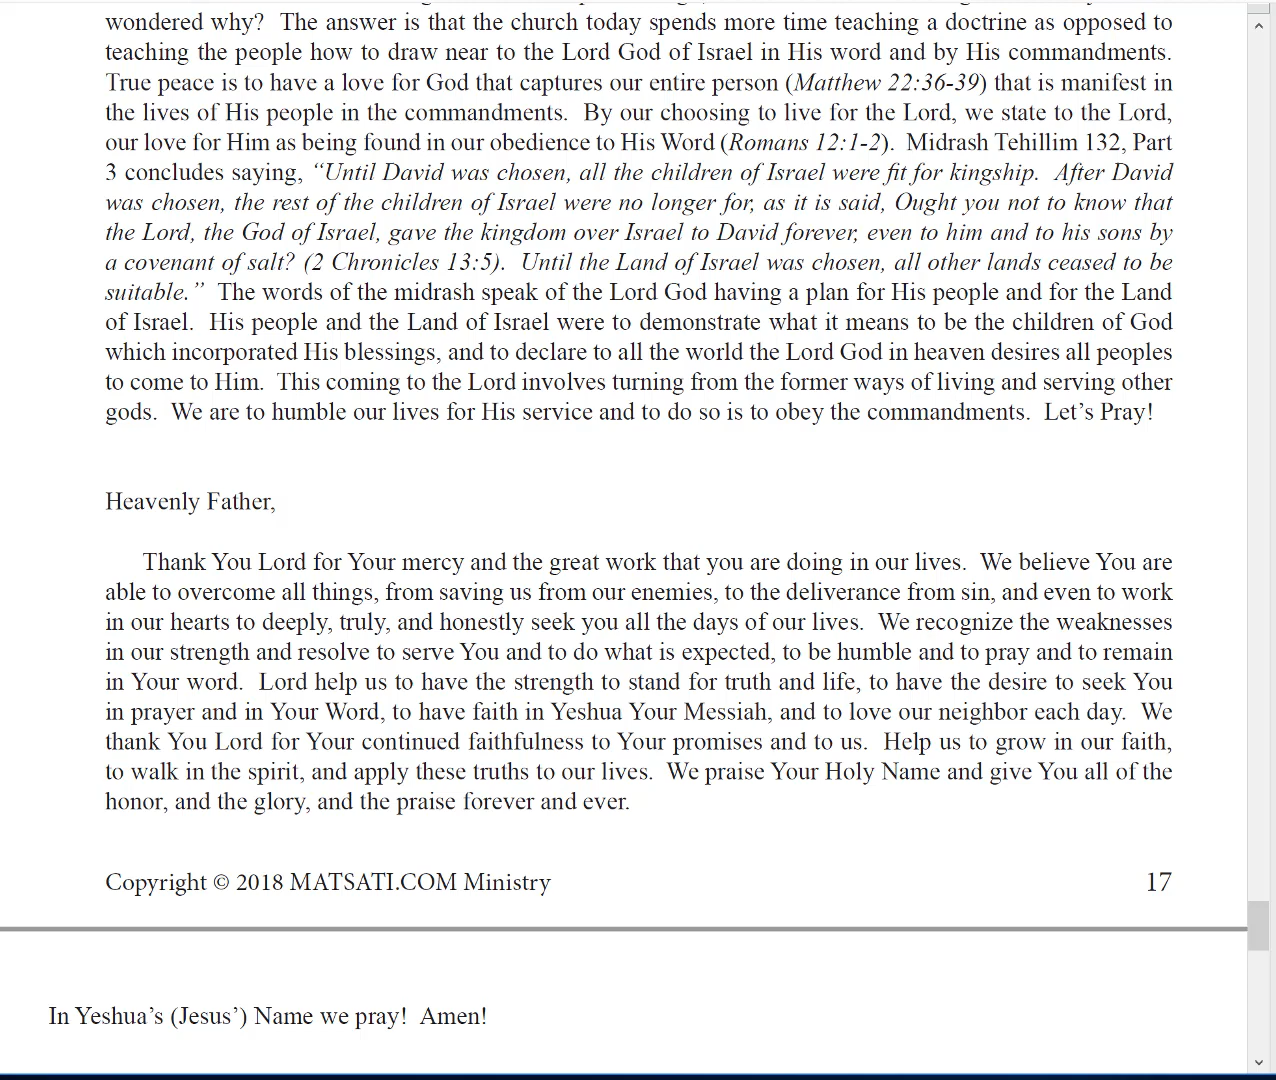 wondered why?  The answer is that the church today spends more time teaching a doctrine as opposed to
teaching the people how to draw near to the Lord God of Israel in His word and by His commandments.
True peace is to have a love for God that captures our entire person (Matthew 22:36-39) that is manifest in
the lives of His people in the commandments.  By our choosing to live for the Lord, we state to the Lord,
our love for Him as being found in our obedience to His Word (Romans 12:1-2).  Midrash Tehillim 132, Part
3 concludes saying, “Until David was chosen, all the children of Israel were fit for kingship.  After David
was chosen, the rest of the children of Israel were no longer for, as it is said, Ought you not to know that
the Lord, the God of Israel, gave the kingdom over Israel to David forever, even to him and to his sons by
a covenant of salt? (2 Chronicles 13:5).  Until the Land of Israel was chosen, all other lands ceased to be
suitable.”  The words of the midrash speak of the Lord God having a plan for His people and for the Land
of Israel.  His people and the Land of Israel were to demonstrate what it means to be the children of God
which incorporated His blessings, and to declare to all the world the Lord God in heaven desires all peoples
to come to Him.  This coming to the Lord involves turning from the former ways of living and serving other
gods.  We are to humble our lives for His service and to do so is to obey the commandments.  Let’s Pray!
Heavenly Father,
Thank You Lord for Your mercy and the great work that you are doing in our lives.  We believe You are
able to overcome all things, from saving us from our enemies, to the deliverance from sin, and even to work
in our hearts to deeply, truly, and honestly seek you all the days of our lives.  We recognize the weaknesses
in our strength and resolve to serve You and to do what is expected, to be humble and to pray and to remain
in Your word.  Lord help us to have the strength to stand for truth and life, to have the desire to seek You
in prayer and in Your Word, to have faith in Yeshua Your Messiah, and to love our neighbor each day.  We
thank You Lord for Your continued faithfulness to Your promises and to us.  Help us to grow in our faith,
to walk in the spirit, and apply these truths to our lives.  We praise Your Holy Name and give You all of the
honor, and the glory, and the praise forever and ever.
Copyright © 2018 MATSATI.COM Ministry 17
In Yeshua’s (Jesus’) Name we pray!  Amen!